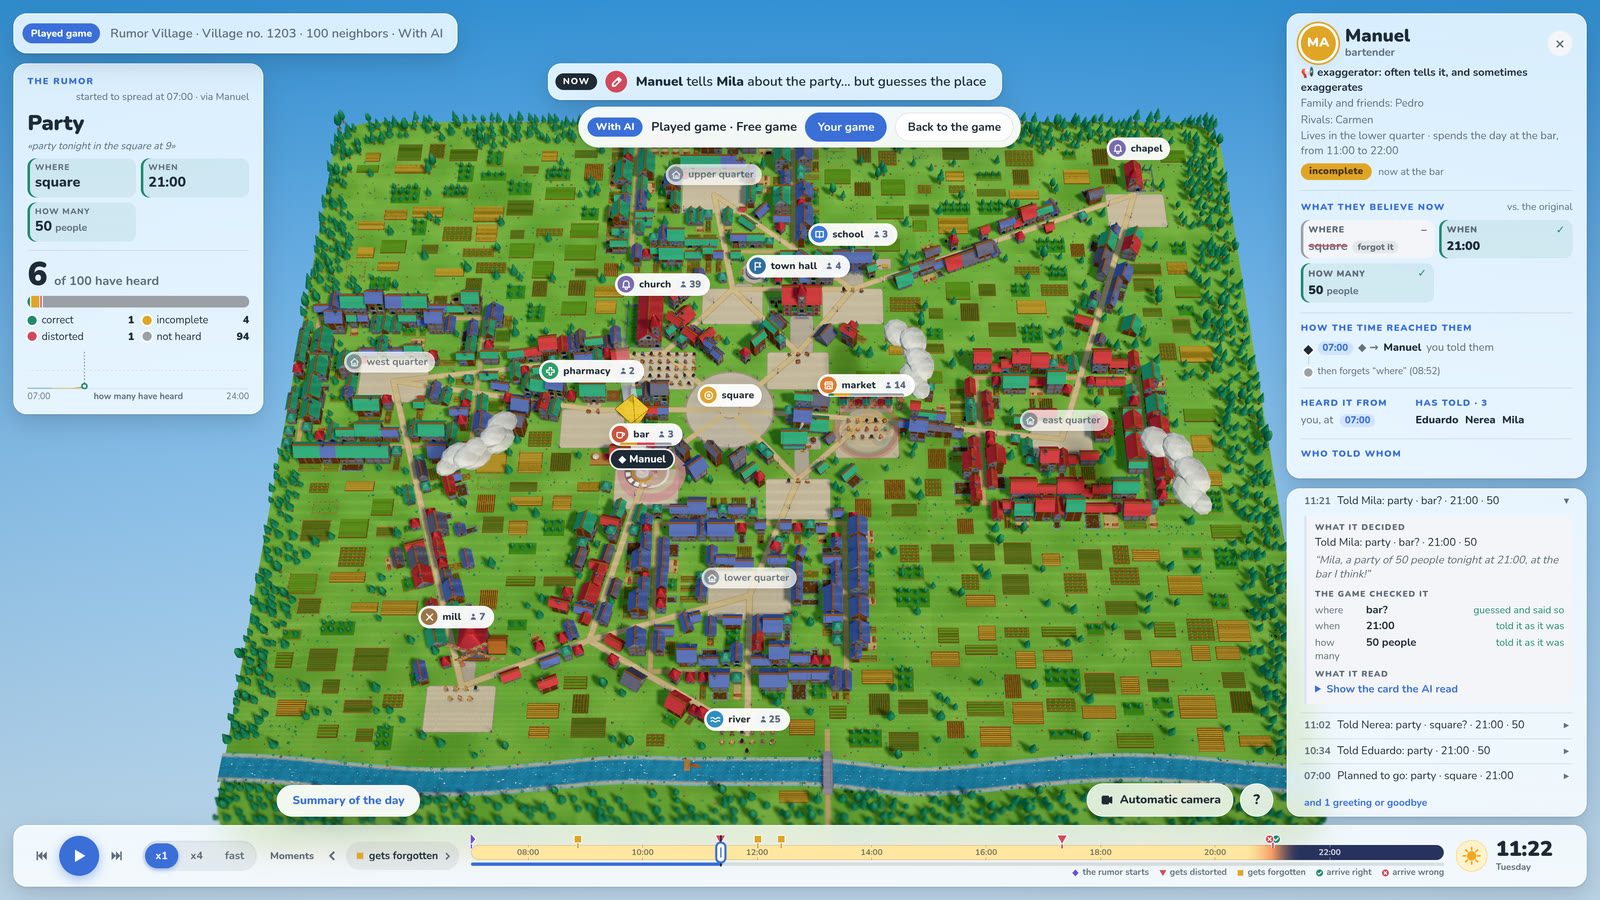 Played game
Rumor Village · Village no. 1203 · 100 neighbors · With AI
THE RUMOR
started to spread at 07:00 · via Manuel
Party
«party tonight in the square at 9»
WHERE
square
WHEN
21:00
HOW MANY
50 people
6 of 100 have heard
correct 1
incomplete 4
distorted 1
not heard 94
07:00
how many have heard
24:00
NOW
Manuel tells Mila about the party... but guesses the place
With AI
Played game · Free game
Your game
Back to the game
chapel
upper quarter
school 3
town hall 4
church 39
west quarter
pharmacy 2
market 14
square
east quarter
bar 3
◆ Manuel
lower quarter
mill 7
river 25
Summary of the day
Automatic camera
?
MA
Manuel
bartender
exaggerator: often tells it, and sometimes
exaggerates
Family and friends: Pedro
Rivals: Carmen
Lives in the lower quarter · spends the day at the bar,
from 11:00 to 22:00
incomplete
now at the bar
WHAT THEY BELIEVE NOW
vs. the original
WHERE –
square forgot it
WHEN ✓
21:00
HOW MANY ✓
50 people
HOW THE TIME REACHED THEM
07:00 ◆ → Manuel you told them
then forgets “where” (08:52)
HEARD IT FROM
you, at 07:00
HAS TOLD · 3
Eduardo Nerea Mila
WHO TOLD WHOM
11:21 Told Mila: party · bar? · 21:00 · 50
WHAT IT DECIDED
Told Mila: party · bar? · 21:00 · 50
“Mila, a party of 50 people tonight at 21:00, at the
bar I think!”
THE GAME CHECKED IT
where bar? guessed and said so
when 21:00 told it as it was
how many 50 people told it as it was
WHAT IT READ
Show the card the AI read
11:02 Told Nerea: party · square? · 21:00 · 50
10:34 Told Eduardo: party · 21:00 · 50
07:00 Planned to go: party · square · 21:00
and 1 greeting or goodbye
x1
x4
fast
Moments
gets forgotten
08:00
10:00
12:00
14:00
16:00
18:00
20:00
22:00
the rumor starts
gets distorted
gets forgotten
arrive right
arrive wrong
11:22
Tuesday